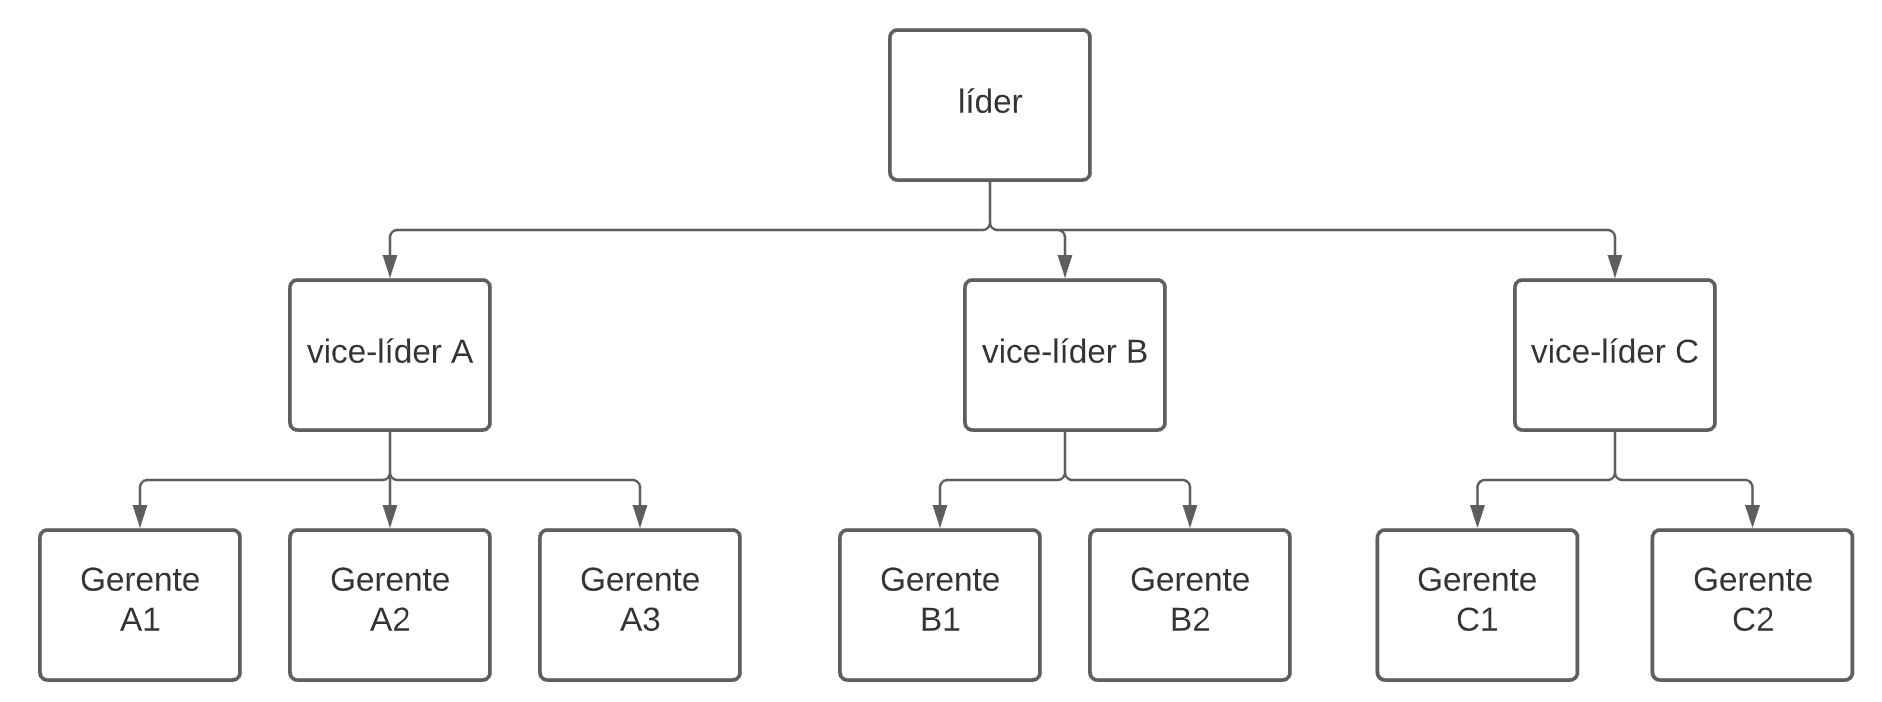 líder
vice-líder A
vice-líder B
vice-líder C
Gerente
A1
Gerente
A2
Gerente
A3
Gerente
B1
Gerente
B2
Gerente
C1
Gerente
C2